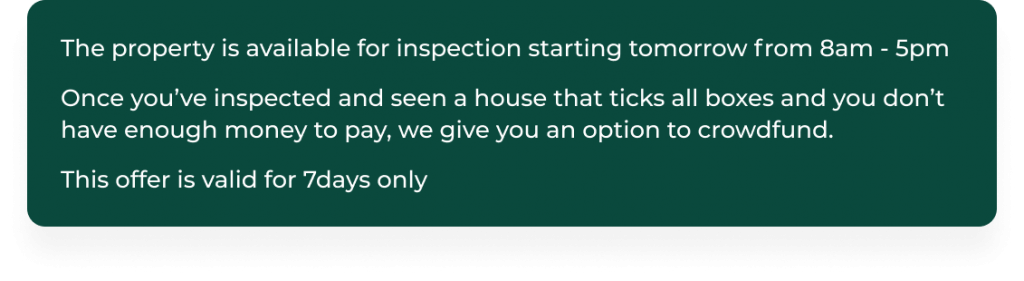 The property is available for inspection starting tomorrow from 8am - 5pm
Once you’ve inspected and seen a house that ticks all boxes and you don’t
have enough money to pay, we give you an option to crowdfund.
This offer is valid for 7days only